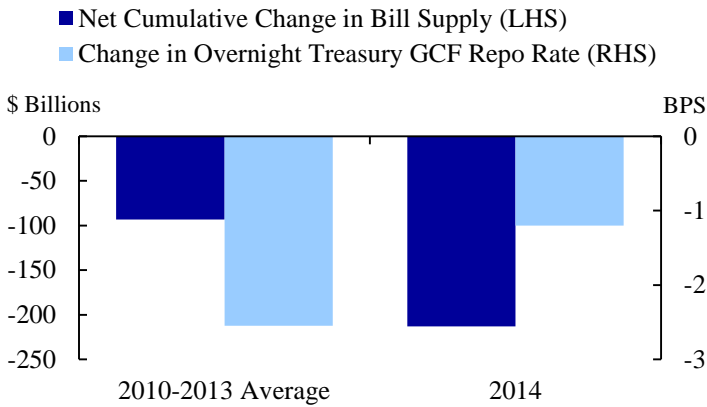 Net Cumulative Change in Bill Supply (LHS)
Change in Overnight Treasury GCF Repo Rate (RHS)
$ Billions
BPS
0
-50
-100
-150
-200
-250
0
-1
-2
-3
2010-2013 Average
2014